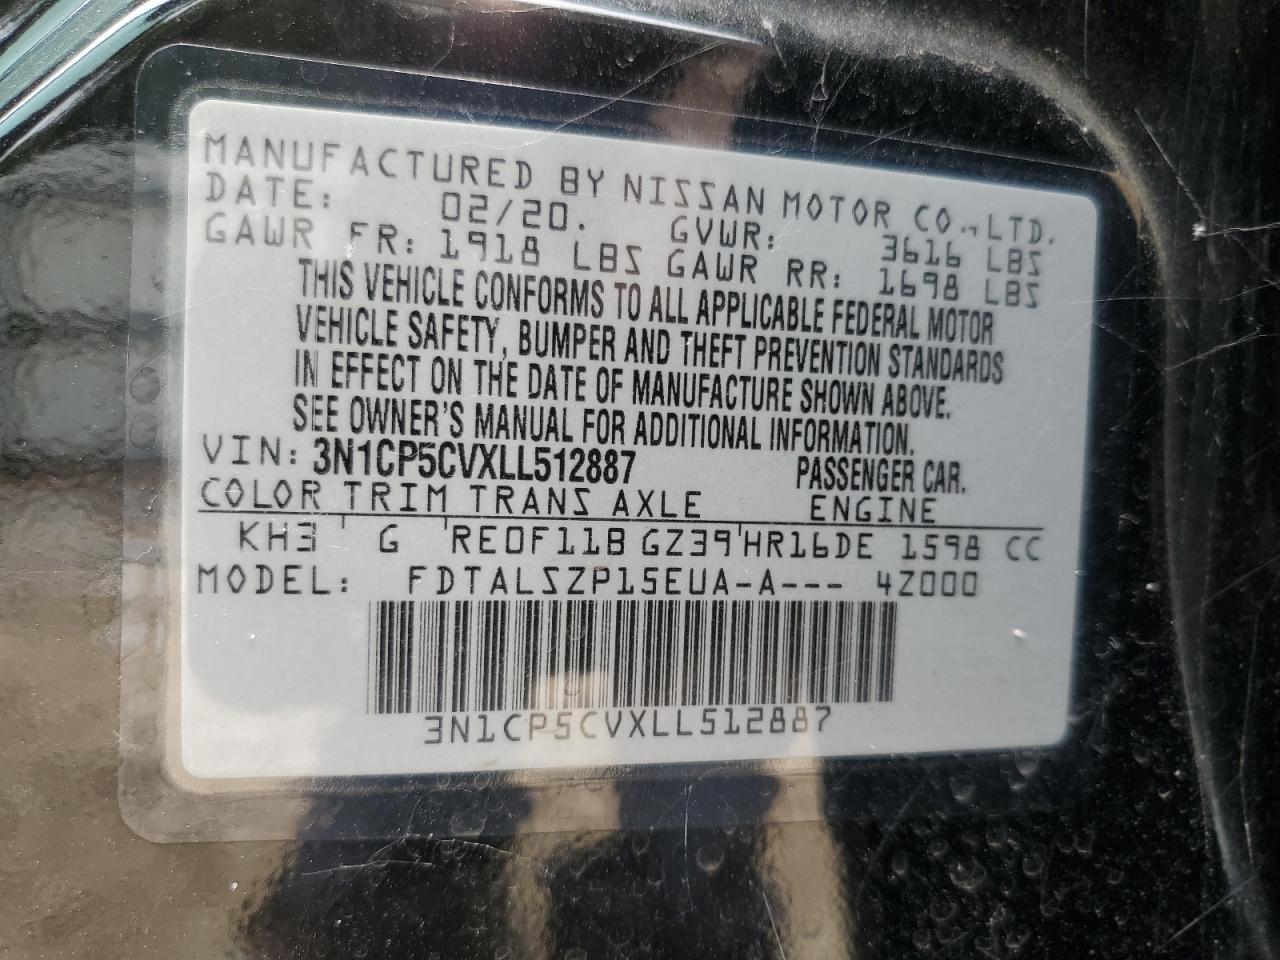 MANUFACTURED BY NISSAN MOTOR CO.,LTD.
DATE: 02/20. GVWR: 3616 LBS
GAWR FR: 1918 LBS GAWR RR: 1698 LBS
THIS VEHICLE CONFORMS TO ALL APPLICABLE FEDERAL MOTOR
VEHICLE SAFETY, BUMPER AND THEFT PREVENTION STANDARDS
IN EFFECT ON THE DATE OF MANUFACTURE SHOWN ABOVE.
SEE OWNER'S MANUAL FOR ADDITIONAL INFORMATION.
VIN: 3N1CP5CVXLL512887 PASSENGER CAR.
COLOR TRIM TRANS AXLE ENGINE
KH3 G RE0F11B GZ39 HR16DE 1598 CC
MODEL: FDTALSZP15EUA-A--- 4Z000
3N1CP5CVXLL512887